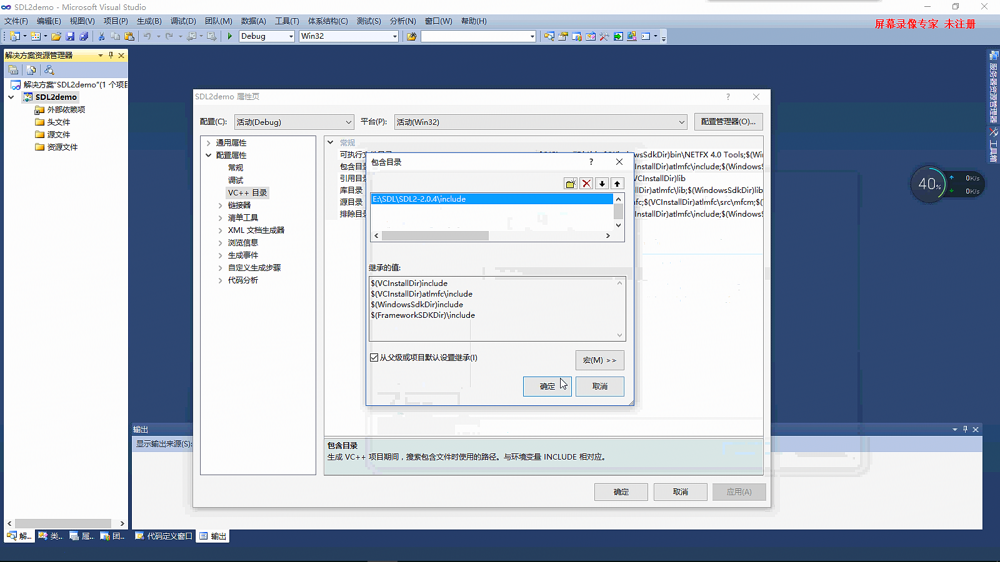 SDL2demo - Microsoft Visual Studio
文件(F) 编辑(E) 视图(V) 项目(P) 生成(B) 调试(D) 团队(M) 数据(A) 工具(T) 体系结构(C) 测试(S) 分析(N) 窗口(W) 帮助(H)
屏幕录像专家 未注册
Debug
Win32
解决方案资源管理器
解决方案"SDL2demo"(1 个项目
SDL2demo
外部依赖项
头文件
源文件
资源文件
SDL2demo 属性页
?
配置(C):
活动(Debug)
平台(P):
活动(Win32)
配置管理器(O)...
通用属性
配置属性
常规
调试
VC++ 目录
链接器
清单工具
XML 文档生成器
浏览信息
生成事件
自定义生成步骤
代码分析
常规
ssSdkDir)bin\NETFX 4.0 Tools;$(Win
包含目录
InstallDir)atlmfc\include;$(WindowsS
引用目录
VCInstallDir)lib
库目录
llDir)atlmfc\lib;$(WindowsSdkDir)lib
源目录
fc;$(VCInstallDir)atlmfc\src\mfcm;$(
排除目录
InstallDir)atlmfc\include;$(WindowsS
包含目录
?
E:\SDL\SDL2-2.0.4\include
继承的值:
$(VCInstallDir)include
$(VCInstallDir)atlmfc\include
$(WindowsSdkDir)include
$(FrameworkSDKDir)\include
从父级或项目默认设置继承(I)
宏(M) >>
确定
取消
包含目录
生成 VC++ 项目期间，搜索包含文件时使用的路径。与环境变量 INCLUDE 相对应。
确定
取消
应用(A)
输出
显示输出来源(S):
服务器资源管理器
工具箱
40%
0K/s
0K/s
解... 类... 属... 团...
代码定义窗口
输出